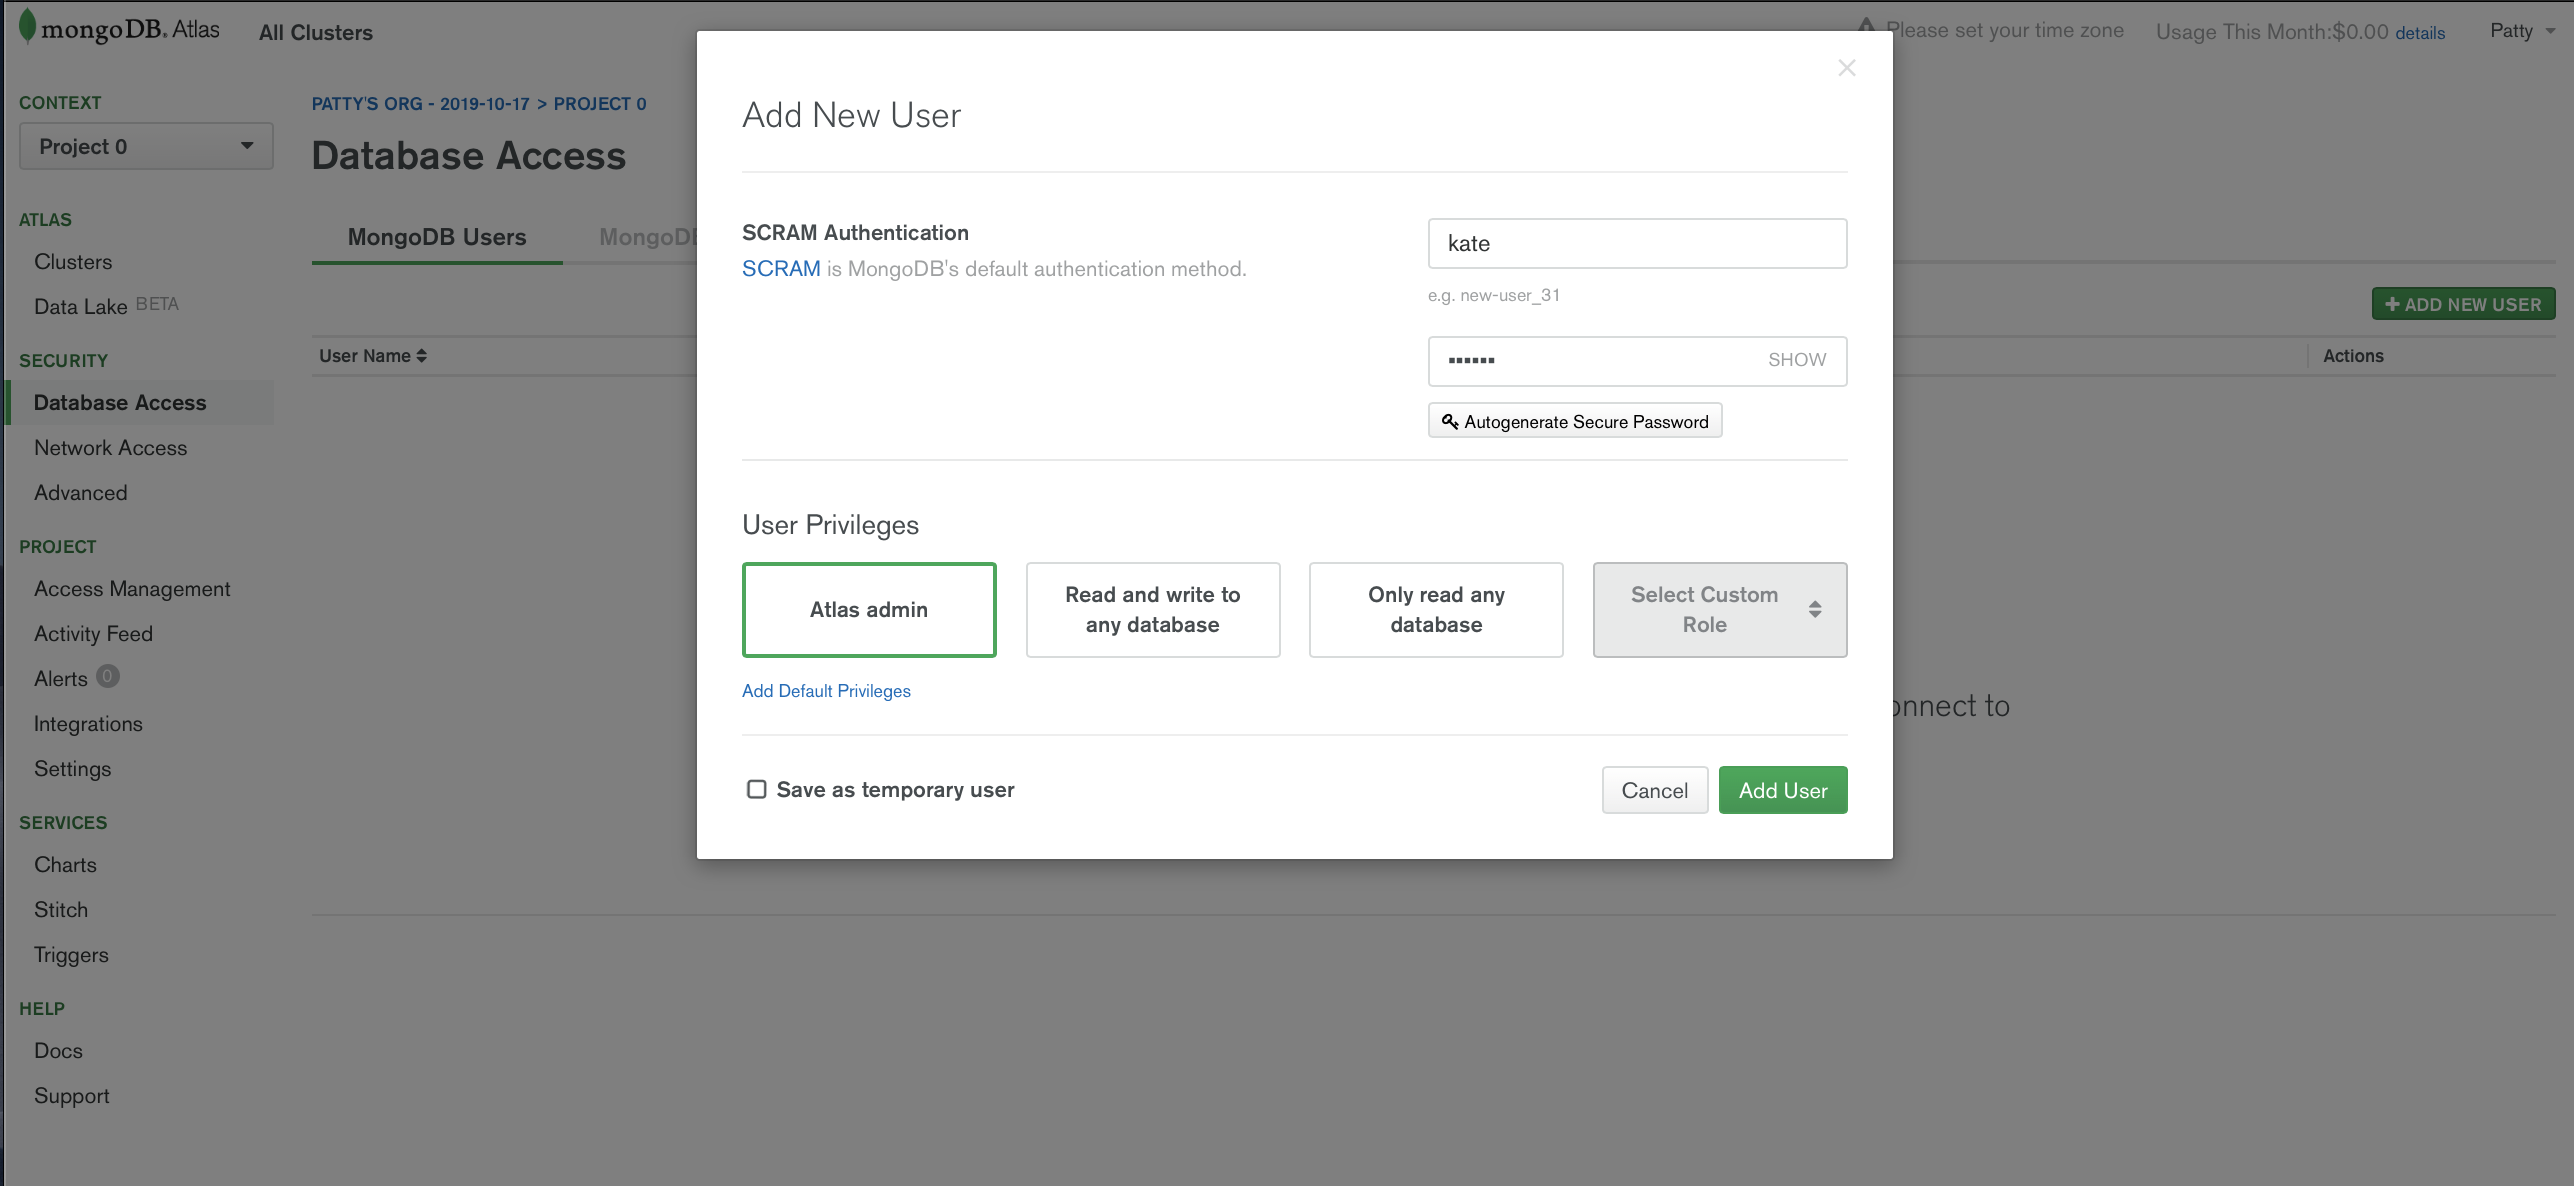 mongoDB. Atlas
All Clusters
Please set your time zone
Usage This Month:$0.00 details
Patty
CONTEXT
Project 0
ATLAS
Clusters
Data Lake BETA
SECURITY
Database Access
Network Access
Advanced
PROJECT
Access Management
Activity Feed
Alerts 0
Integrations
Settings
SERVICES
Charts
Stitch
Triggers
HELP
Docs
Support
PATTY'S ORG - 2019-10-17 > PROJECT 0
Database Access
MongoDB Users
+ ADD NEW USER
User Name
Actions
onnect to
Add New User
SCRAM Authentication
SCRAM is MongoDB's default authentication method.
kate
e.g. new-user_31
SHOW
Autogenerate Secure Password
User Privileges
Atlas admin
Read and write to
any database
Only read any
database
Select Custom
Role
Add Default Privileges
Save as temporary user
Cancel
Add User